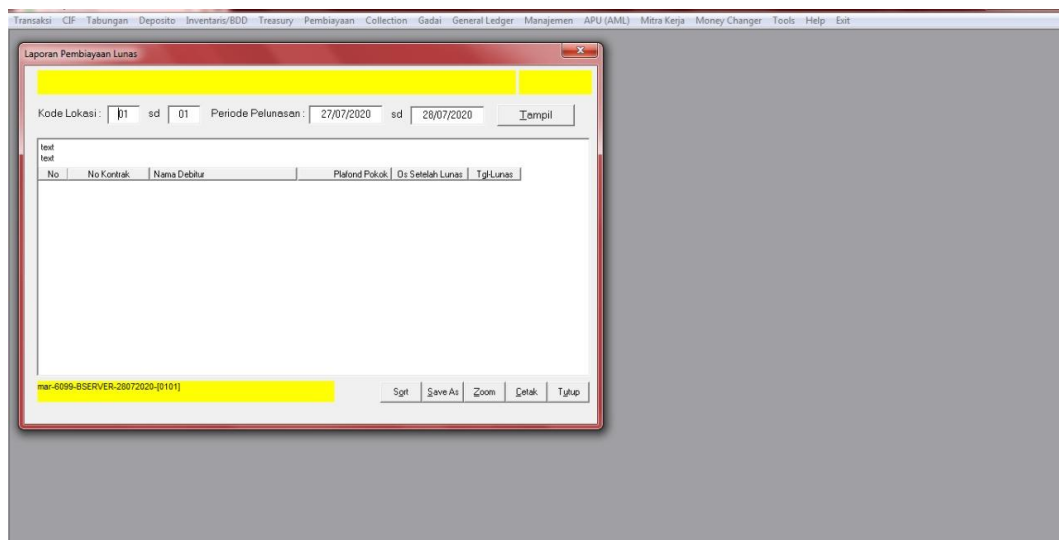 Transaksi CIF Tabungan Deposito Inventaris/BDD Treasury Pembiayaan Collection Gadai General Ledger Manajemen APU (AML) Mitra Kerja Money Changer Tools Help Exit
Laporan Pembiayaan Lunas
Kode Lokasi : 01 sd 01 Periode Pelunasan : 27/07/2020 sd 28/07/2020 Tampil
text
text
No No Kontrak Nama Debitur Plafond Pokok Os Setelah Lunas Tgl-Lunas
mar-6099-BSERVER-28072020-[0101]
Sort Save As Zoom Cetak Tutup